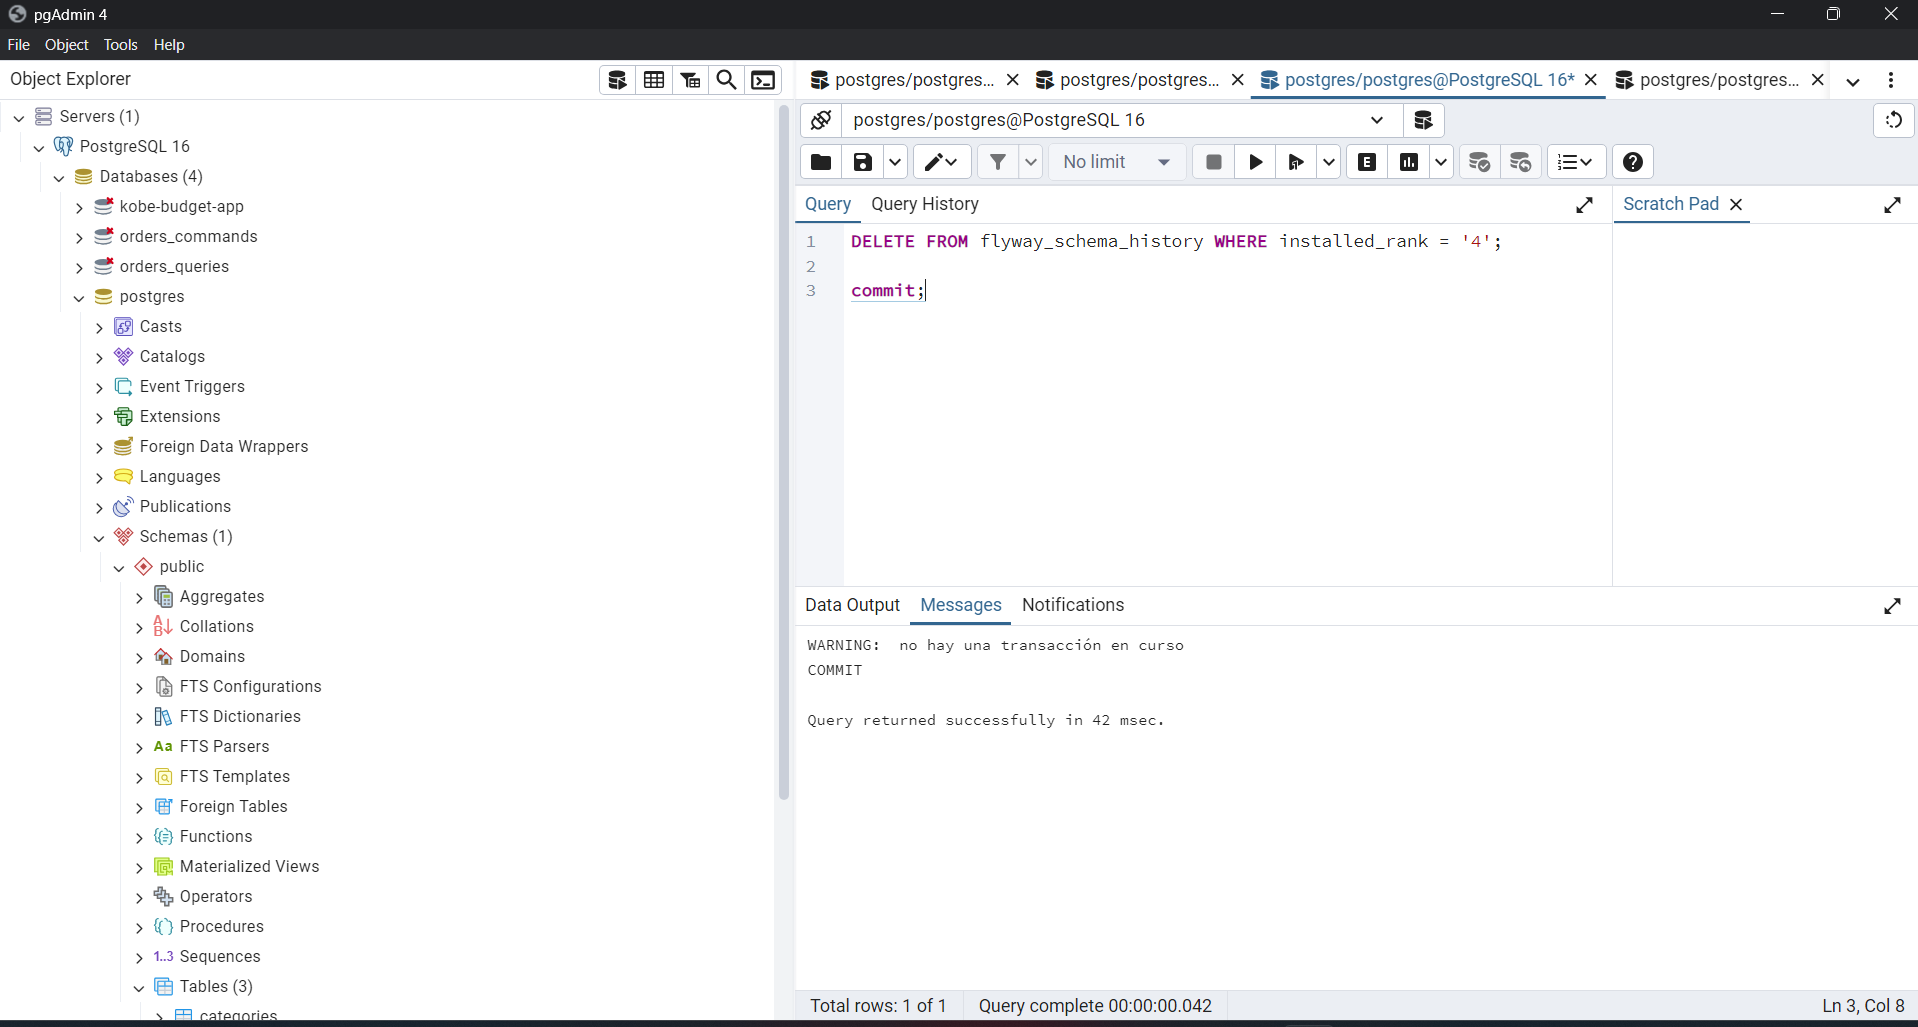 pgAdmin 4
File Object Tools Help
Object Explorer
Servers (1)
PostgreSQL 16
Databases (4)
kobe-budget-app
orders_commands
orders_queries
postgres
Casts
Catalogs
Event Triggers
Extensions
Foreign Data Wrappers
Languages
Publications
Schemas (1)
public
Aggregates
Collations
Domains
FTS Configurations
FTS Dictionaries
Aa FTS Parsers
FTS Templates
Foreign Tables
Functions
Materialized Views
Operators
Procedures
1..3 Sequences
Tables (3)
categories
postgres/postgres... postgres/postgres... postgres/postgres@PostgreSQL 16* postgres/postgres...
postgres/postgres@PostgreSQL 16
No limit E
Query Query History
Scratch Pad
1 DELETE FROM flyway_schema_history WHERE installed_rank = '4';
2
3 commit;
Data Output Messages Notifications
WARNING: no hay una transacción en curso
COMMIT
Query returned successfully in 42 msec.
Total rows: 1 of 1 Query complete 00:00:00.042 Ln 3, Col 8